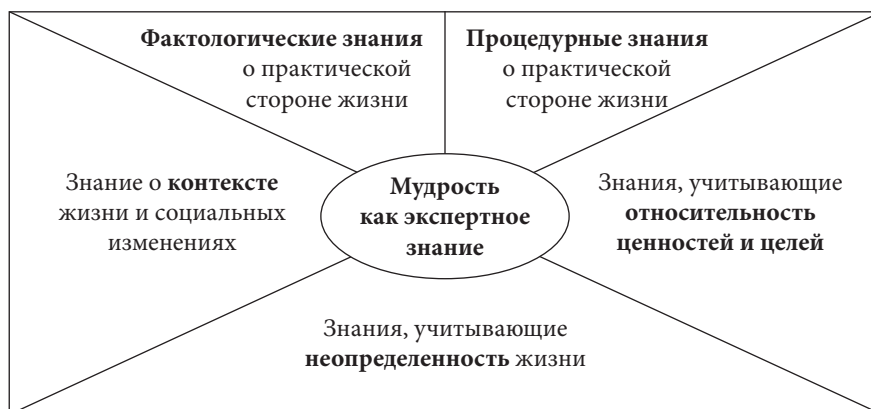 Фактологические знания
о практической
стороне жизни
Процедурные знания
о практической
стороне жизни
Знание о контексте
жизни и социальных
изменениях
Мудрость
как экспертное
знание
Знания, учитывающие
относительность
ценностей и целей
Знания, учитывающие
неопределенность жизни